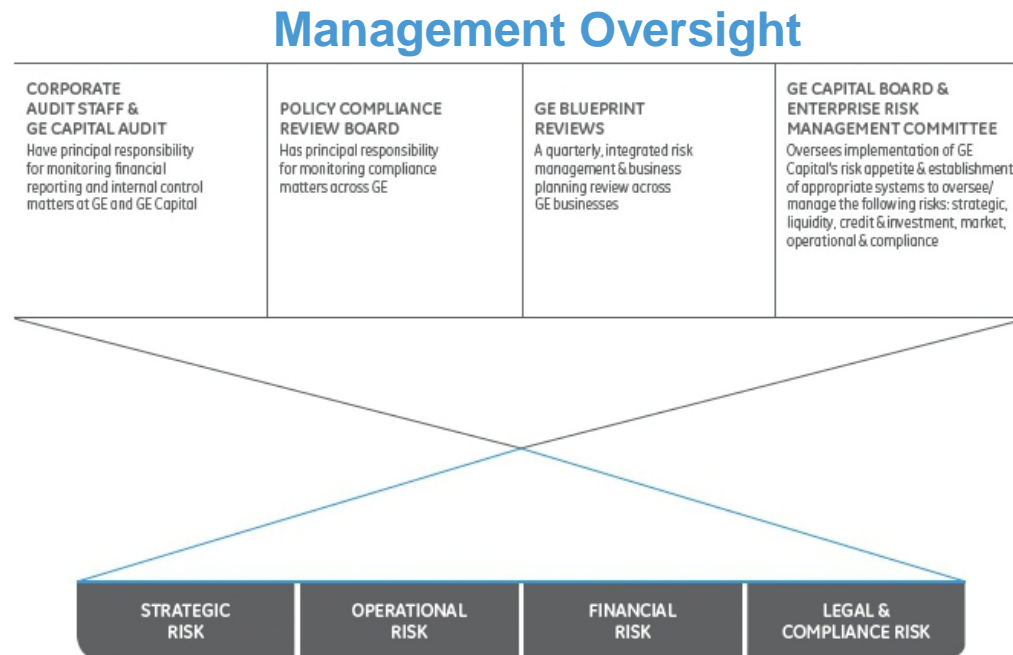 Management Oversight
CORPORATE
AUDIT STAFF &
GE CAPITAL AUDIT
Have principal responsibility
for monitoring financial
reporting and internal control
matters at GE and GE Capital
POLICY COMPLIANCE
REVIEW BOARD
Has principal responsibility
for monitoring compliance
matters across GE
GE BLUEPRINT
REVIEWS
A quarterly, integrated risk
management & business
planning review across
GE businesses
GE CAPITAL BOARD &
ENTERPRISE RISK
MANAGEMENT COMMITTEE
Oversees implementation of GE
Capital's risk appetite & establishment
of appropriate systems to oversee/
manage the following risks: strategic,
liquidity, credit & investment, market,
operational & compliance
STRATEGIC
RISK
OPERATIONAL
RISK
FINANCIAL
RISK
LEGAL &
COMPLIANCE RISK